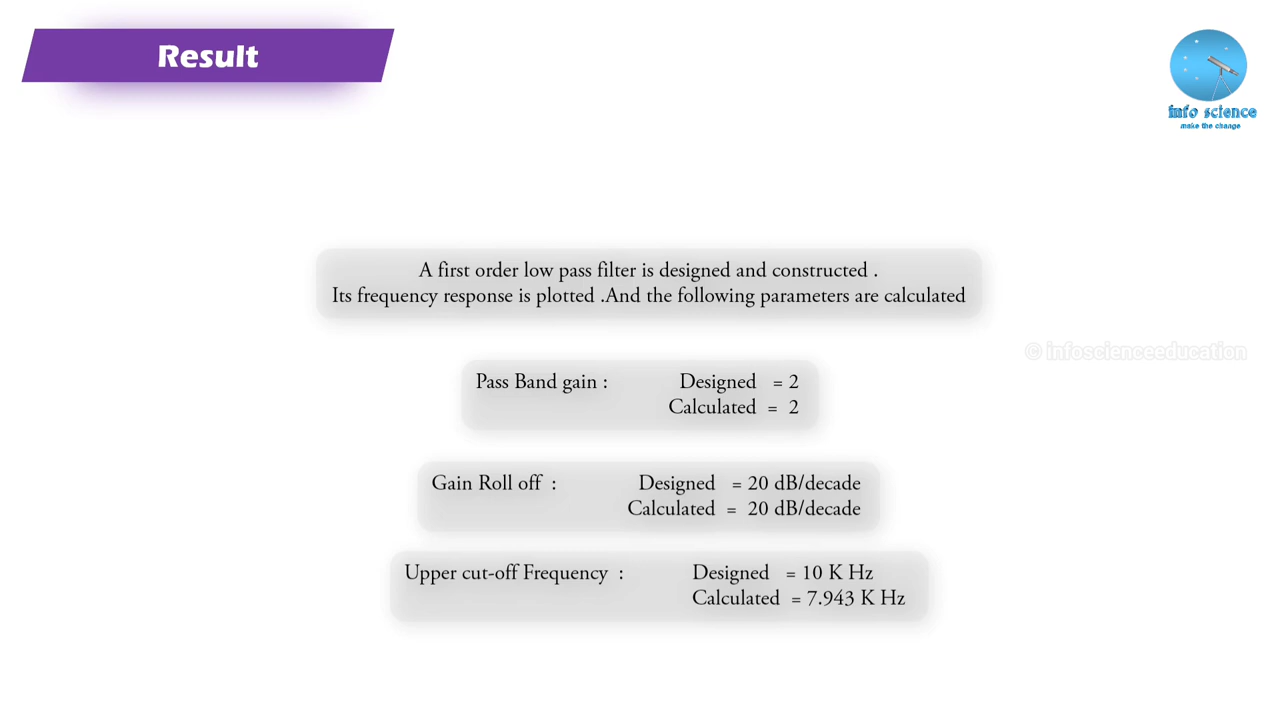 Result
info science
make the change
A first order low pass filter is designed and constructed .
Its frequency response is plotted .And the following parameters are calculated
© infoscienceeducation
Pass Band gain : Designed = 2
Calculated = 2
Gain Roll off : Designed = 20 dB/decade
Calculated = 20 dB/decade
Upper cut-off Frequency : Designed = 10 K Hz
Calculated = 7.943 K Hz